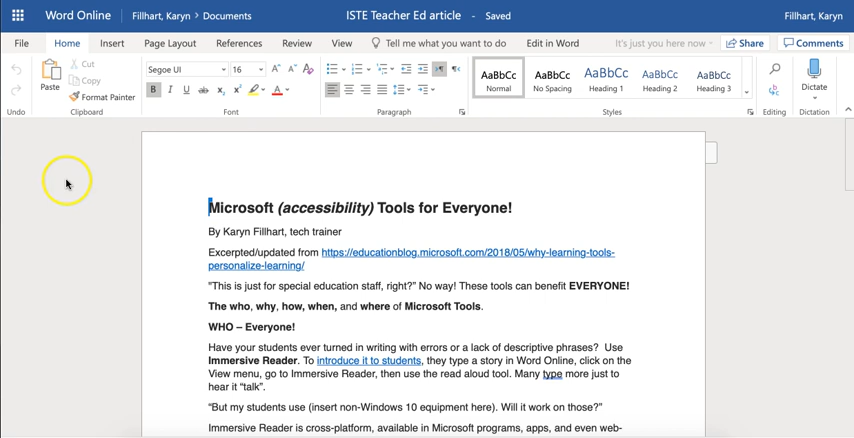 Word Online Fillhart, Karyn > Documents ISTE Teacher Ed article - Saved Fillhart, Karyn
File Home Insert Page Layout References Review View Tell me what you want to do Edit in Word It's just you here now Share Comments
Paste Cut Copy Format Painter
Segoe UI 16
B I U ab x₂ x² A
AaBbCc AaBbCc AaBbCc AaBbCc AaBbCc
Normal No Spacing Heading 1 Heading 2 Heading 3
Dictate
Undo Clipboard Font Paragraph Styles Editing Dictation
Microsoft (accessibility) Tools for Everyone!
By Karyn Fillhart, tech trainer
Excerpted/updated from https://educationblog.microsoft.com/2018/05/why-learning-tools-
personalize-learning/
"This is just for special education staff, right?" No way! These tools can benefit EVERYONE!
The who, why, how, when, and where of Microsoft Tools.
WHO – Everyone!
Have your students ever turned in writing with errors or a lack of descriptive phrases? Use
Immersive Reader. To introduce it to students, they type a story in Word Online, click on the
View menu, go to Immersive Reader, then use the read aloud tool. Many type more just to
hear it “talk”.
“But my students use (insert non-Windows 10 equipment here). Will it work on those?”
Immersive Reader is cross-platform, available in Microsoft programs, apps, and even web-